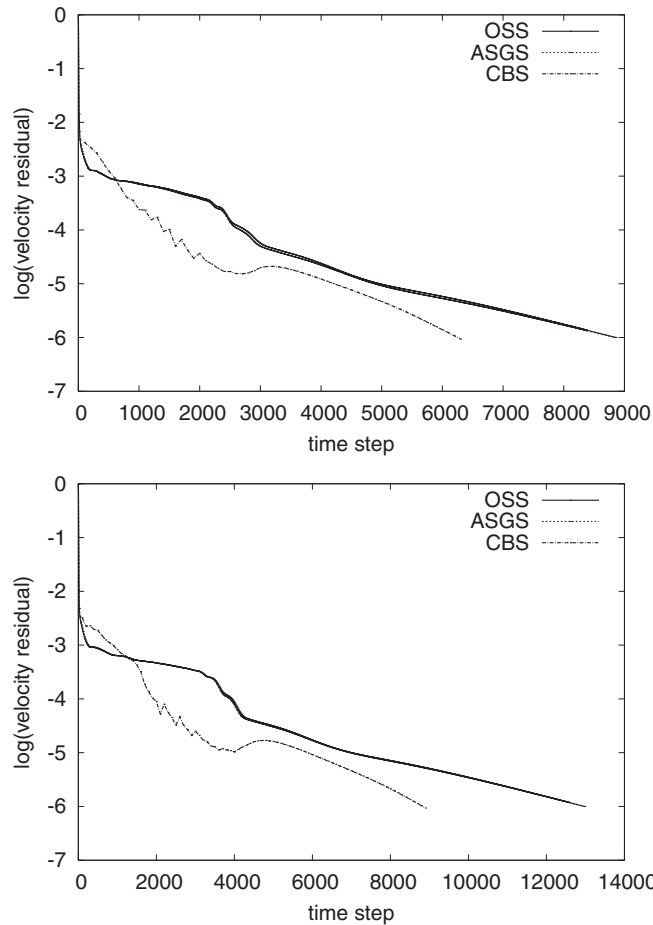 0
-1
-2
-3
-4
-5
-6
-7
log(velocity residual)
OSS
ASGS
CBS
0 1000 2000 3000 4000 5000 6000 7000 8000 9000
time step
0
-1
-2
-3
-4
-5
-6
-7
log(velocity residual)
OSS
ASGS
CBS
0 2000 4000 6000 8000 10000 12000 14000
time step